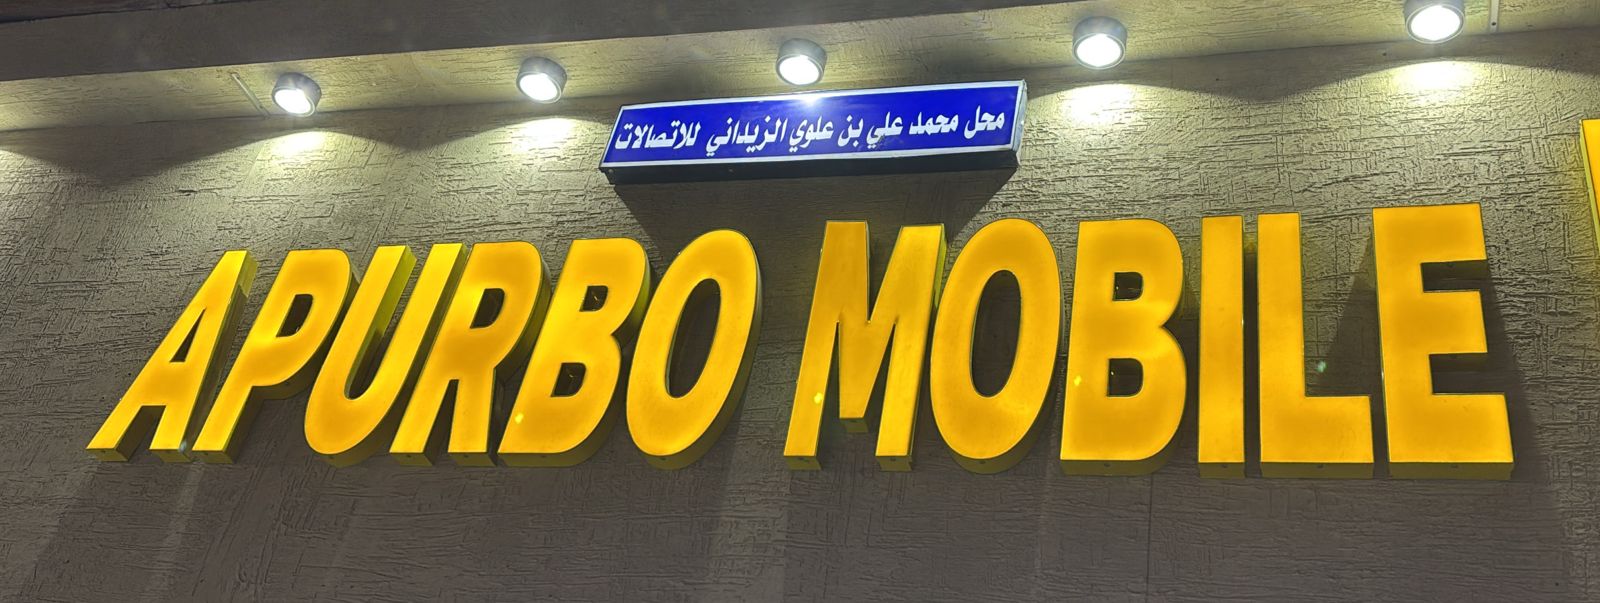 محل محمد علي بن علوي الزيداني للاتصالات
APURBO MOBILE